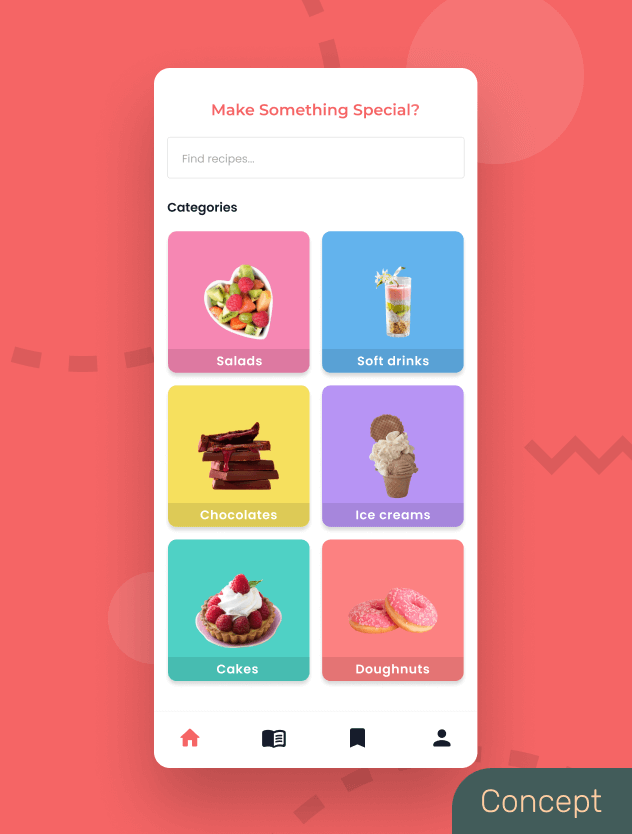 Make Something Special?
Find recipes...
Categories
Salads
Soft drinks
Chocolates
Ice creams
Cakes
Doughnuts
Concept